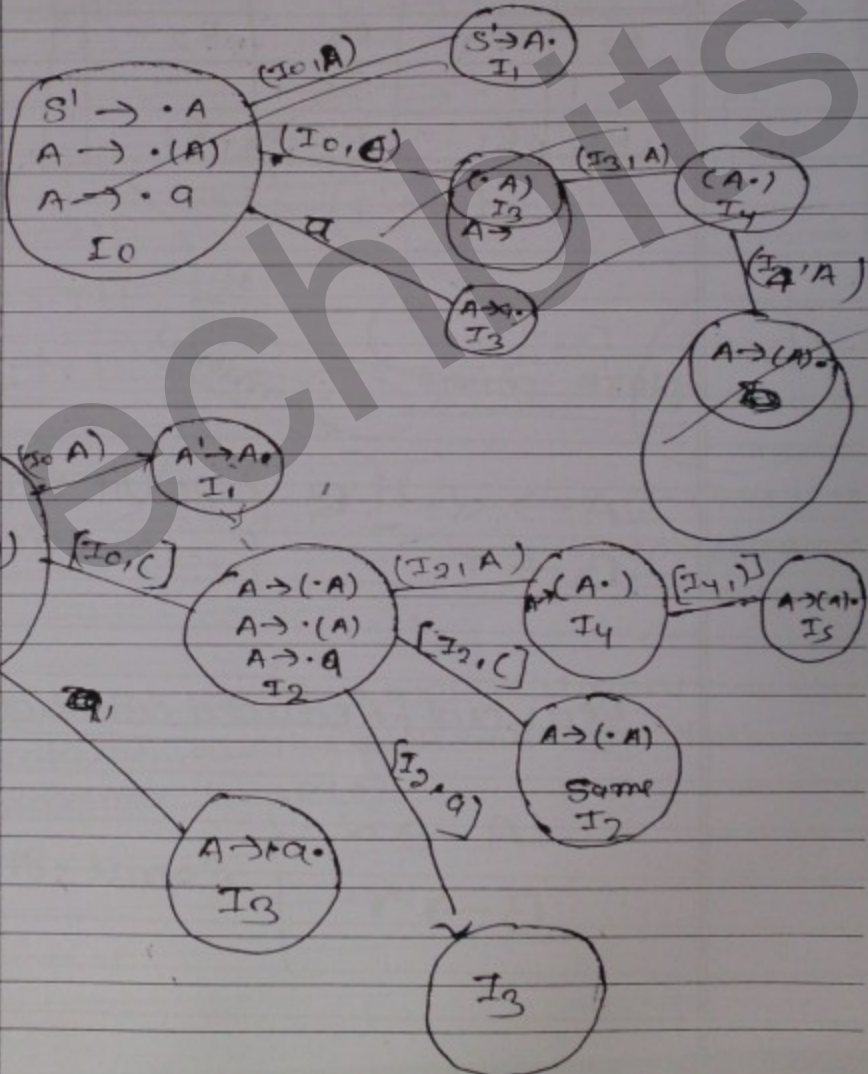 S' → A•
I1
(I0, A)
S' → • A
A → • (A)
A → • a
I0
(I0, ()
(• A)
I3
A →
(I3, A)
(A•)
I4
a
A → a•
I3
A → (A)•
(I0 A)
A' → A•
I1
)
[I0, (]
A → (• A)
A → • (A)
A → • a
I2
(I2, A)
A → (A•)
I4
[I4, )]
A → (A)•
I5
[I2, (]
A → (• A)
Same
I2
[I2, a]
A → a•
I3
I3
echbits